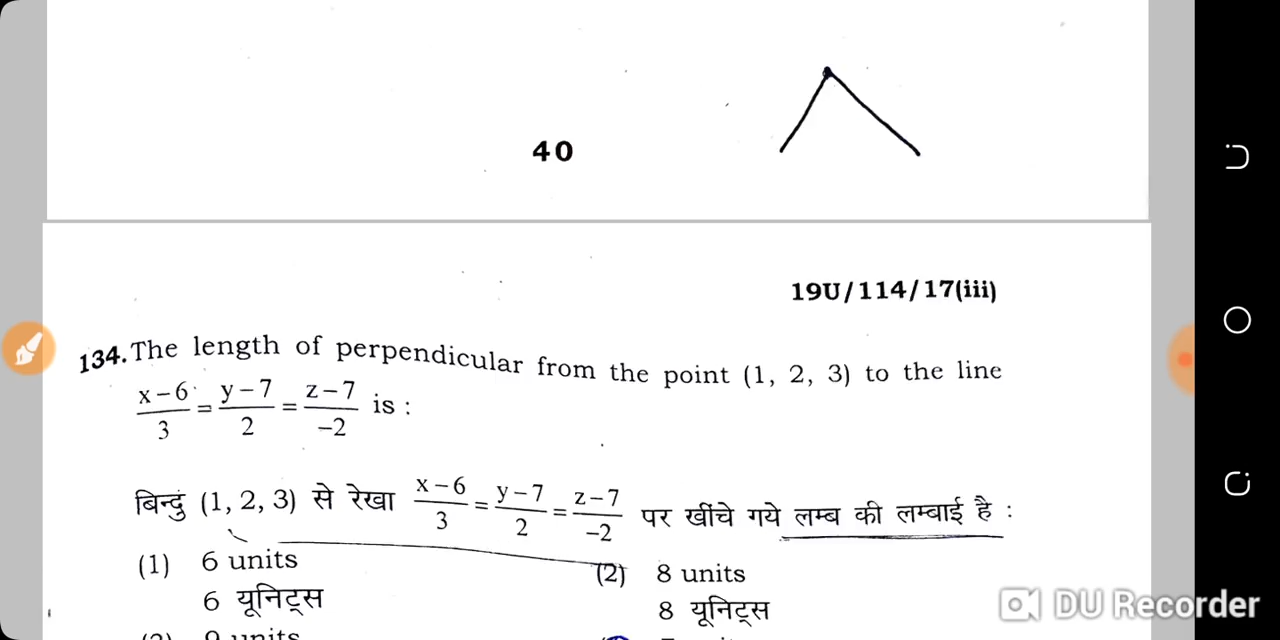 40
19U/114/17(iii)
134. The length of perpendicular from the point (1, 2, 3) to the line
x-6/3 = y-7/2 = z-7/-2 is :
बिन्दु (1, 2, 3) से रेखा x-6/3 = y-7/2 = z-7/-2 पर खींचे गये लम्ब की लम्बाई है :
(1) 6 units (2) 8 units
6 यूनिट्स 8 यूनिट्स
9 units
DU Recorder